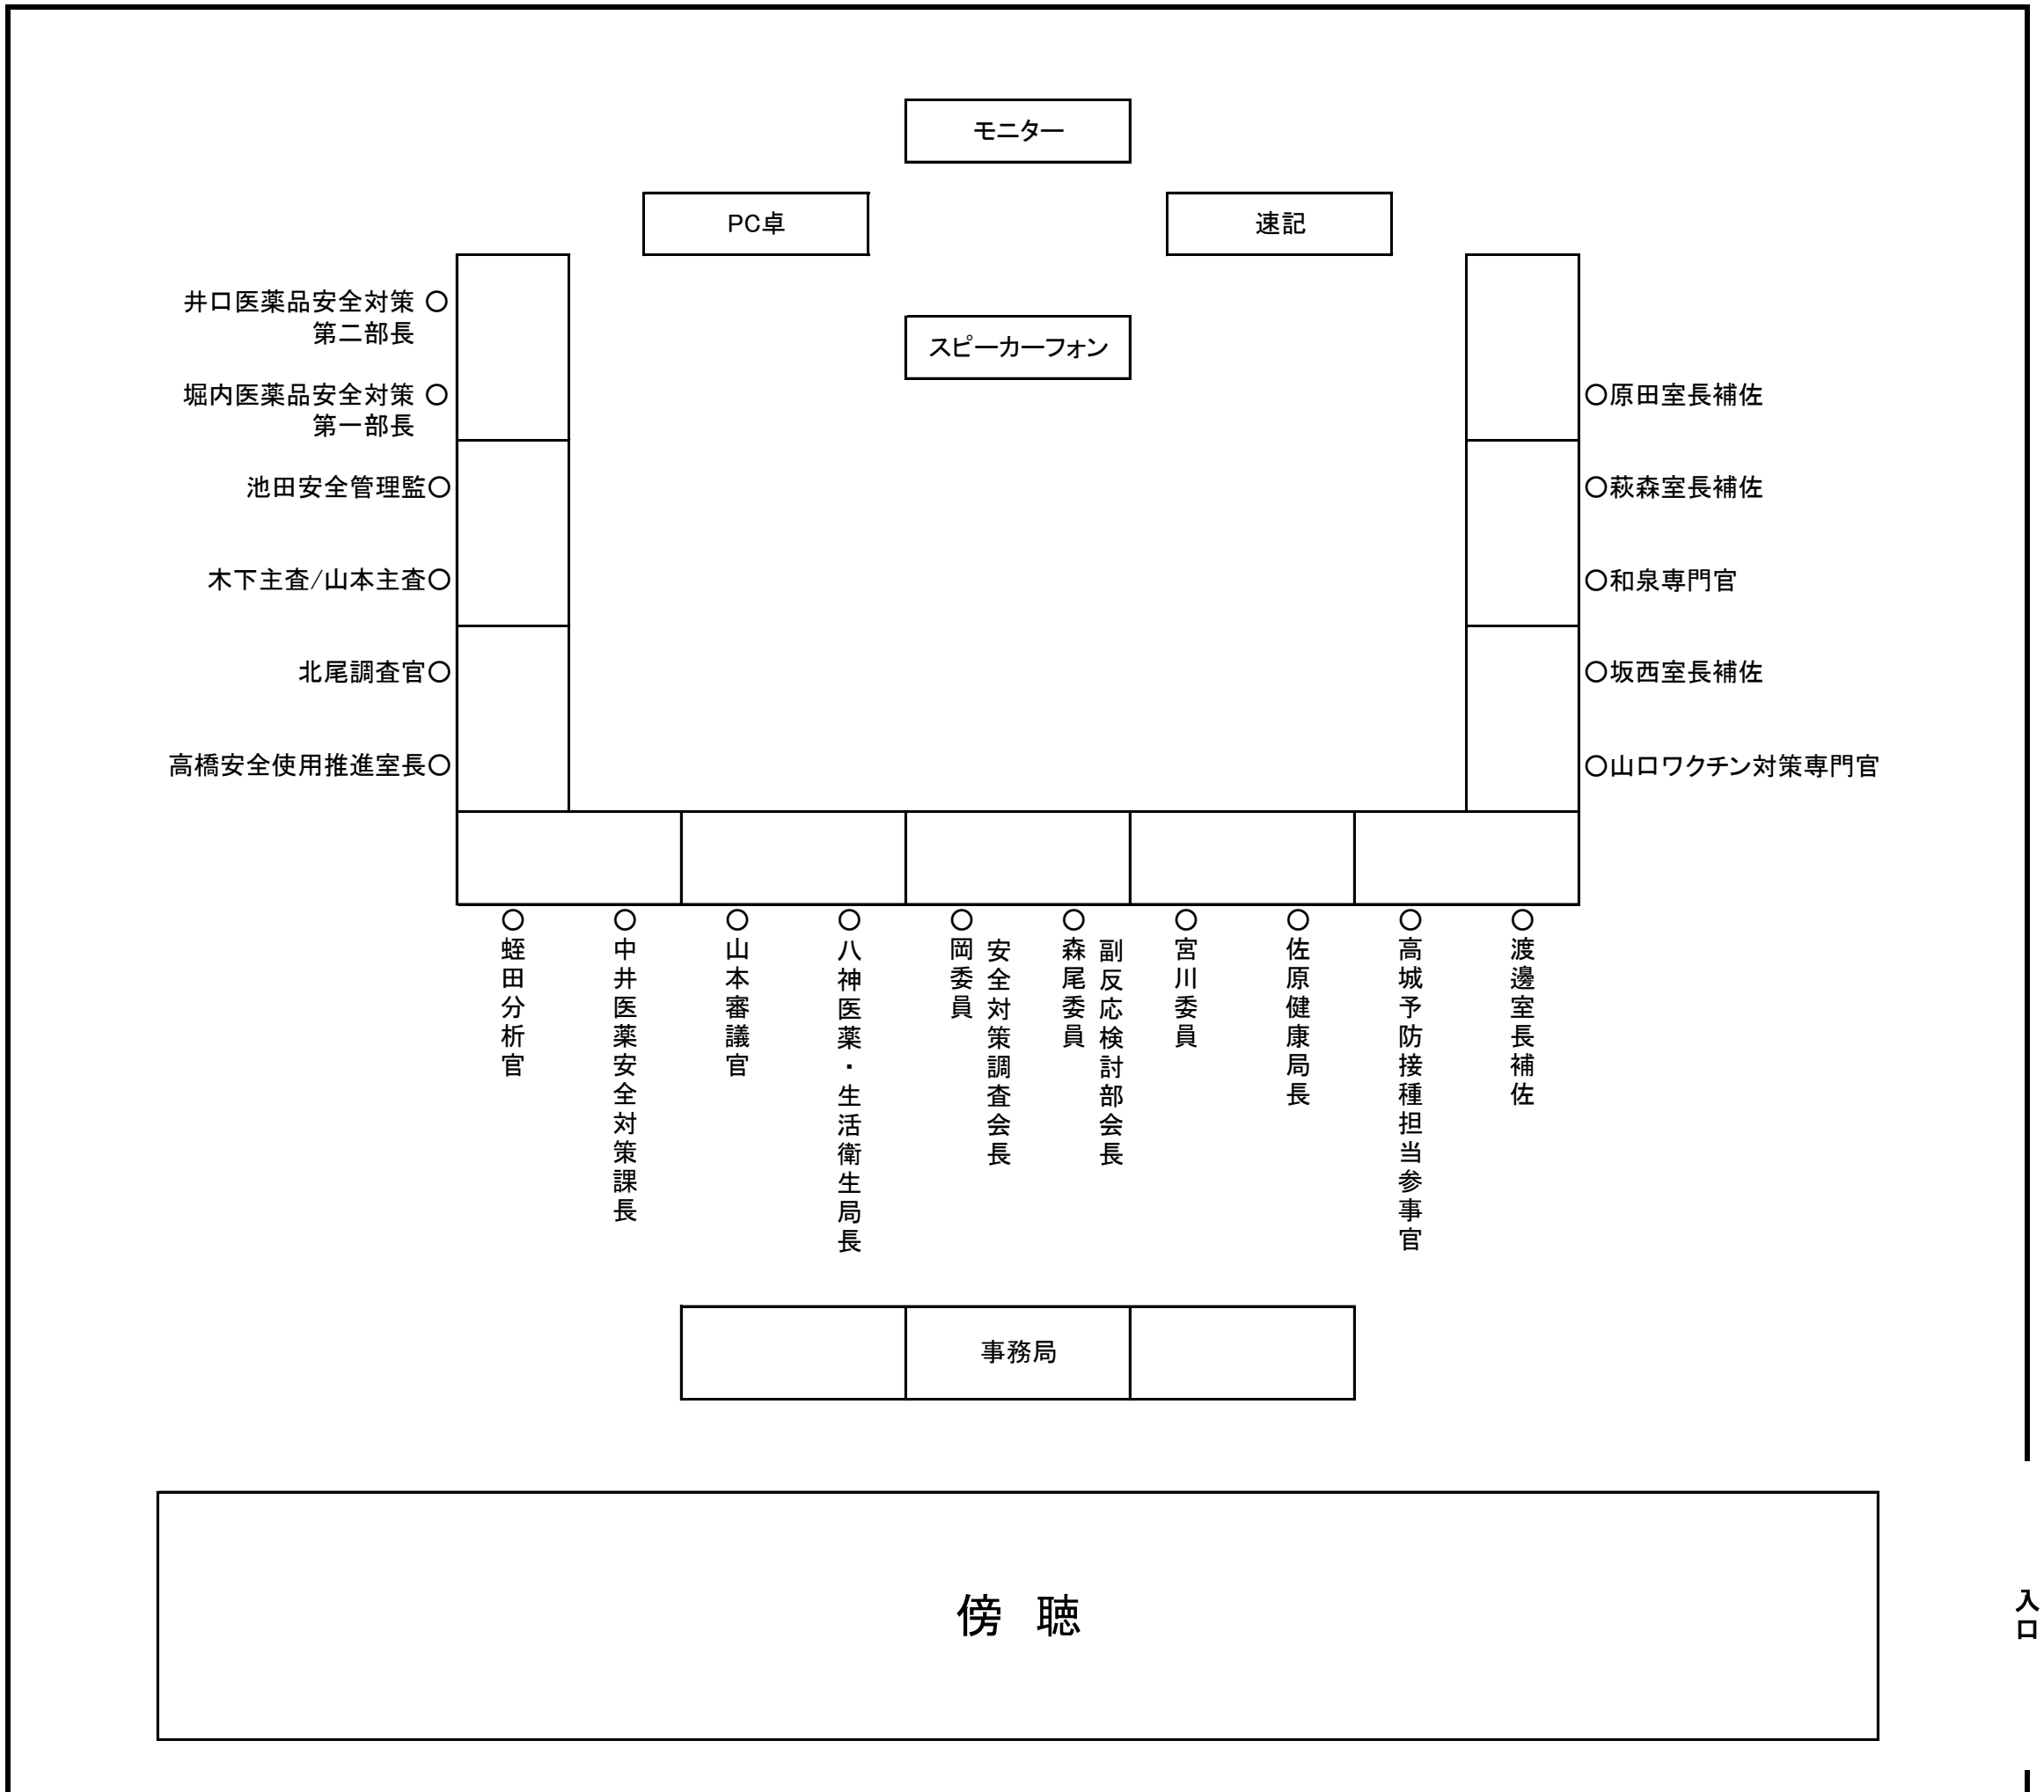 モニター
PC卓
速記
スピーカーフォン
井口医薬品安全対策 ○
第二部長
堀内医薬品安全対策 ○
第一部長
池田安全管理監○
木下主査/山本主査○
北尾調査官○
高橋安全使用推進室長○
○原田室長補佐
○萩森室長補佐
○和泉専門官
○坂西室長補佐
○山口ワクチン対策専門官
○蛭田分析官
○中井医薬安全対策課長
○山本審議官
○八神医薬・生活衛生局長
○岡委員
安全対策調査会長
○森尾委員
副反応検討部会長
○宮川委員
○佐原健康局長
○高城予防接種担当参事官
○渡邊室長補佐
事務局
傍 聴
入口